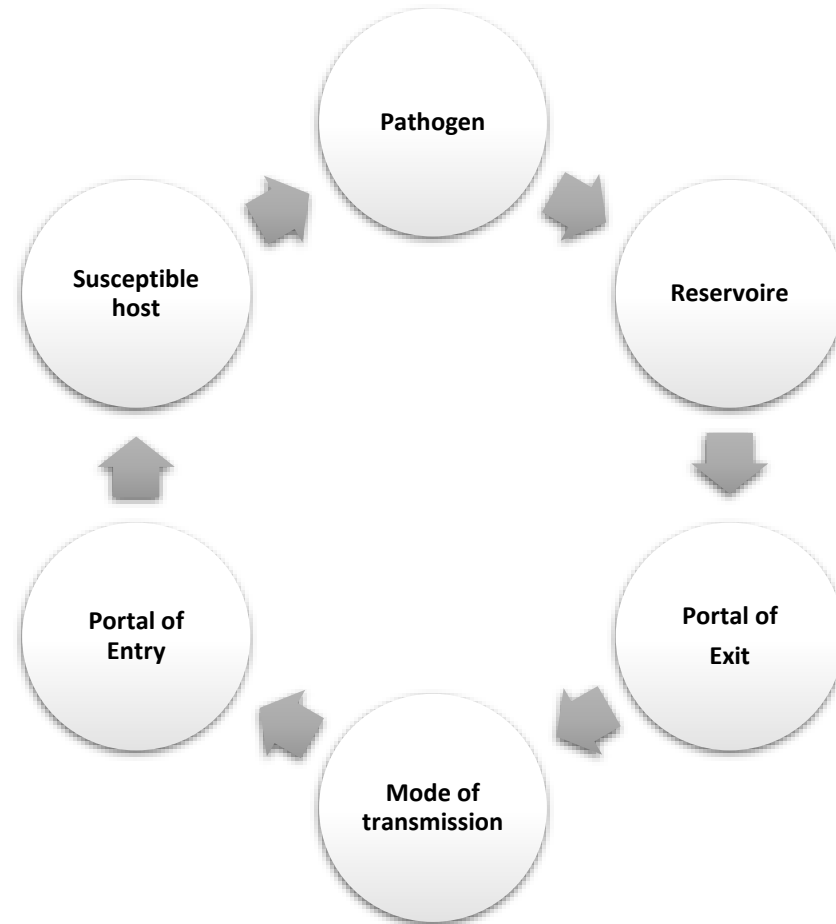 Pathogen
Reservoire
Portal of
Exit
Mode of
transmission
Portal of
Entry
Susceptible
host